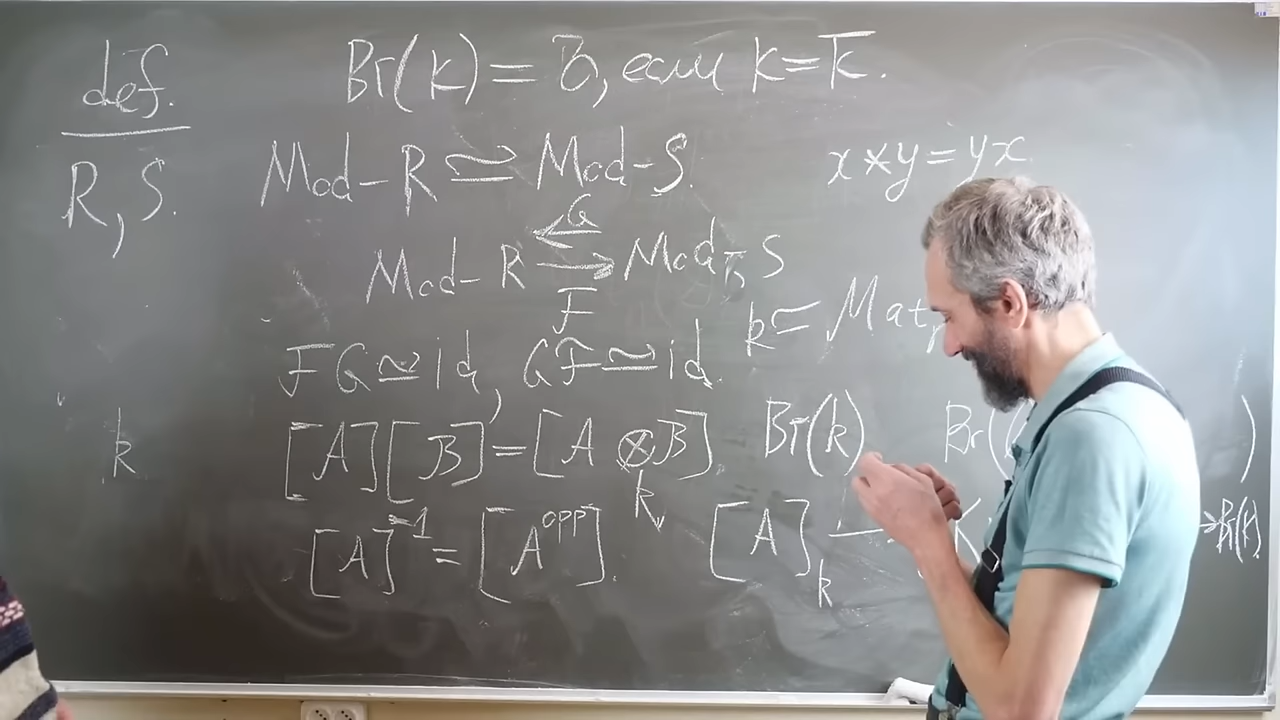 def.
Br(k) = 0, если k = k̅.
R, S.
Mod-R ≃ Mod-S.
x * y = yx
G
Mod-R ⇄ Mod-S
F
k ⊆ Mat
FG ≃ id, GF ≃ id.
k
[A][B] = [A ⊗ B].
k
Br(k)
Br(
)
[A]⁻¹ = [A^opp].
[A]
k
→Br(k)